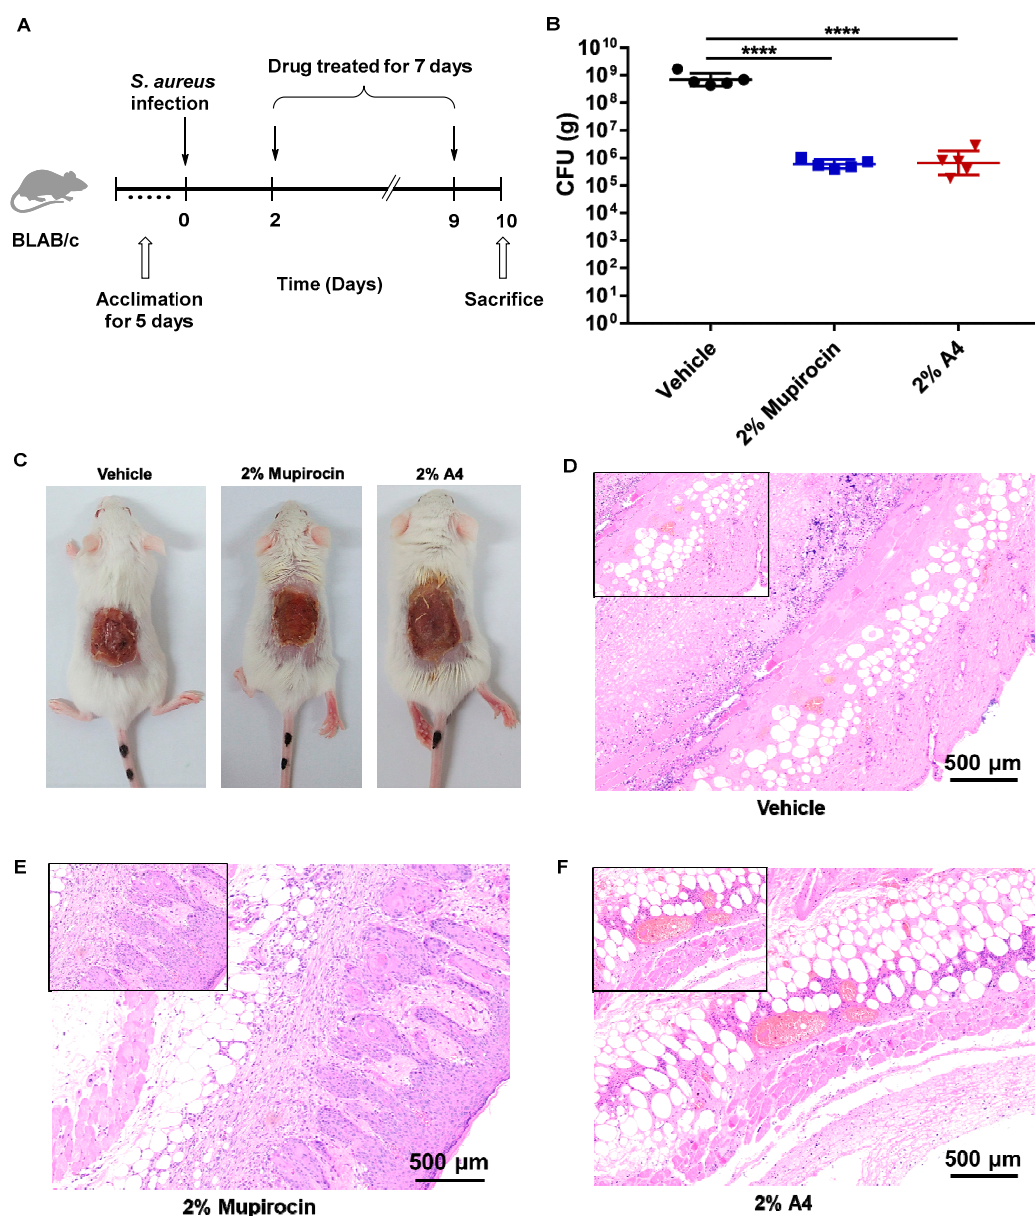 A
S. aureus
infection
Drug treated for 7 days
BLAB/c
0
2
9
10
Acclimation
for 5 days
Time (Days)
Sacrifice
B
****
****
CFU (g)
10^10
10^9
10^8
10^7
10^6
10^5
10^4
10^3
10^2
10^1
10^0
Vehicle
2% Mupirocin
2% A4
C
Vehicle
2% Mupirocin
2% A4
D
500 μm
Vehicle
E
500 μm
2% Mupirocin
F
500 μm
2% A4